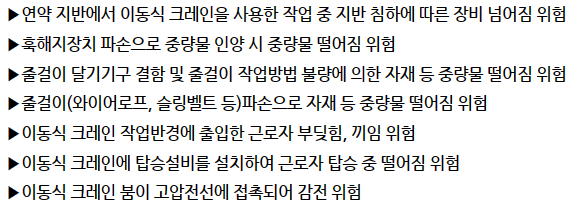 ▶연약 지반에서 이동식 크레인을 사용한 작업 중 지반 침하에 따른 장비 넘어짐 위험
▶훅해지장치 파손으로 중량물 인양 시 중량물 떨어짐 위험
▶줄걸이 달기기구 결함 및 줄걸이 작업방법 불량에 의한 자재 등 중량물 떨어짐 위험
▶줄걸이(와이어로프, 슬링벨트 등)파손으로 자재 등 중량물 떨어짐 위험
▶이동식 크레인 작업반경에 출입한 근로자 부딪힘, 끼임 위험
▶이동식 크레인에 탑승설비를 설치하여 근로자 탑승 중 떨어짐 위험
▶이동식 크레인 붐이 고압전선에 접촉되어 감전 위험